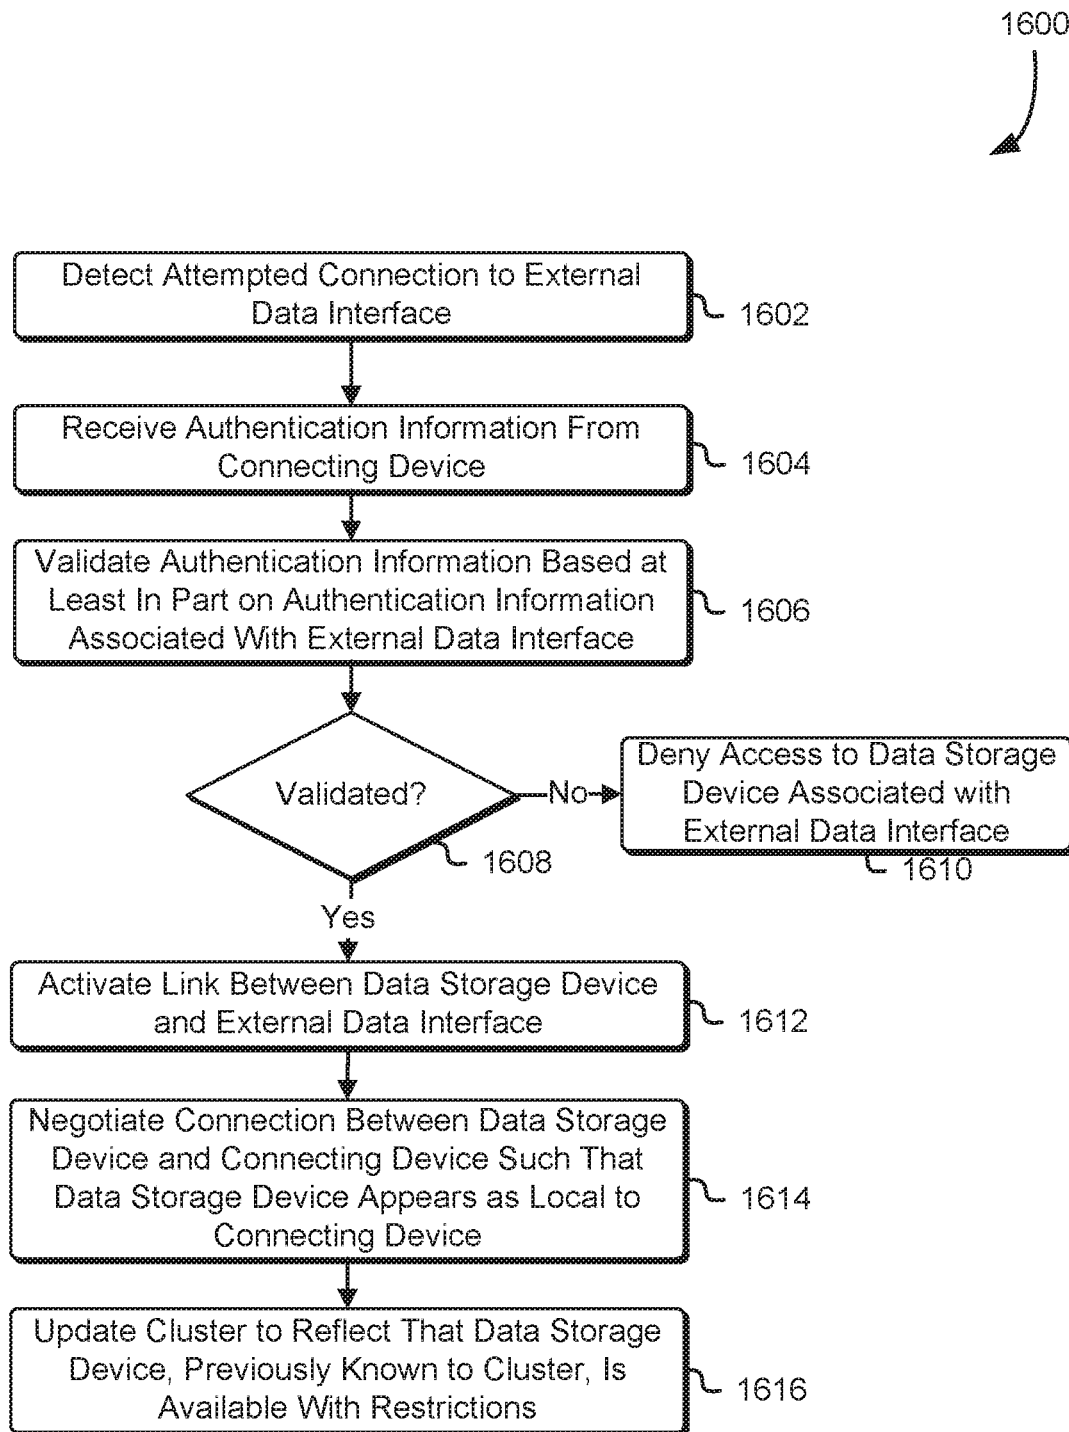 1600
Detect Attempted Connection to External
Data Interface
1602
Receive Authentication Information From
Connecting Device
1604
Validate Authentication Information Based at
Least In Part on Authentication Information
Associated With External Data Interface
1606
Validated?
1608
No
Deny Access to Data Storage
Device Associated with
External Data Interface
1610
Yes
Activate Link Between Data Storage Device
and External Data Interface
1612
Negotiate Connection Between Data Storage
Device and Connecting Device Such That
Data Storage Device Appears as Local to
Connecting Device
1614
Update Cluster to Reflect That Data Storage
Device, Previously Known to Cluster, Is
Available With Restrictions
1616